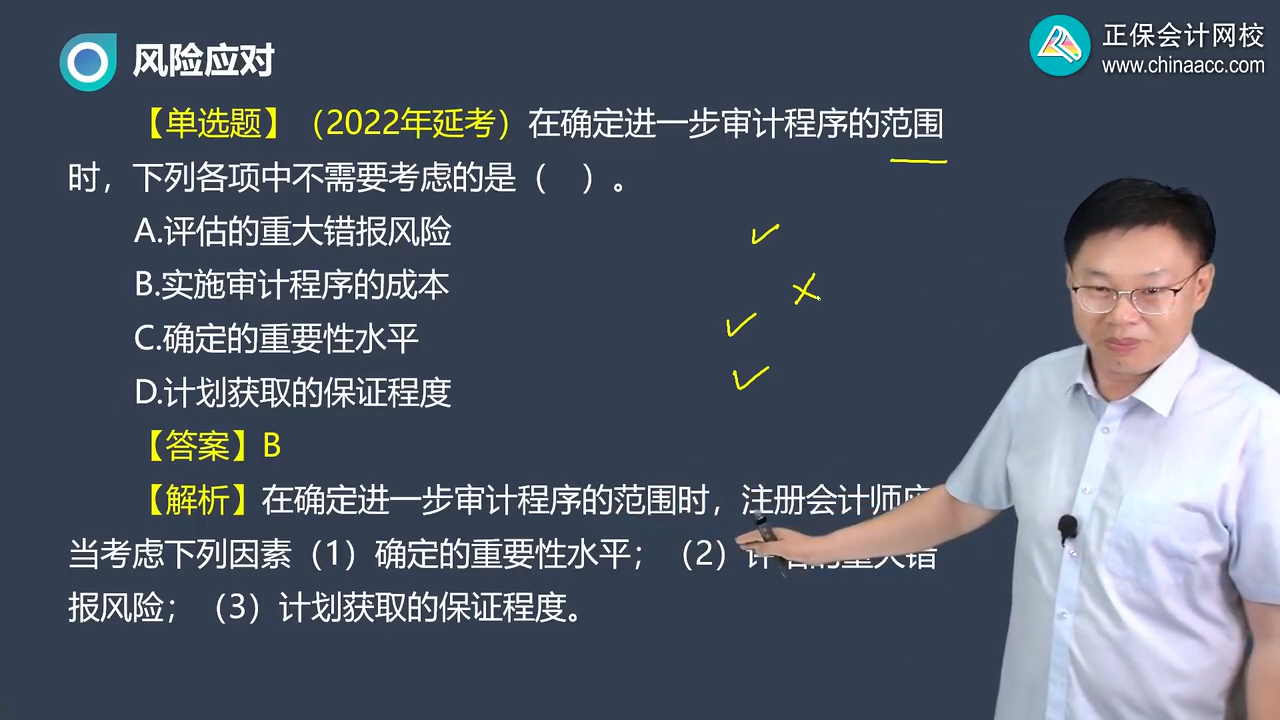 风险应对
正保会计网校
www.chinaacc.com
【单选题】（2022年延考）在确定进一步审计程序的范围
时，下列各项中不需要考虑的是（ ）。
A.评估的重大错报风险
B.实施审计程序的成本
C.确定的重要性水平
D.计划获取的保证程度
【答案】B
【解析】在确定进一步审计程序的范围时，注册会计师应
当考虑下列因素（1）确定的重要性水平；（2）评估的重大错
报风险；（3）计划获取的保证程度。